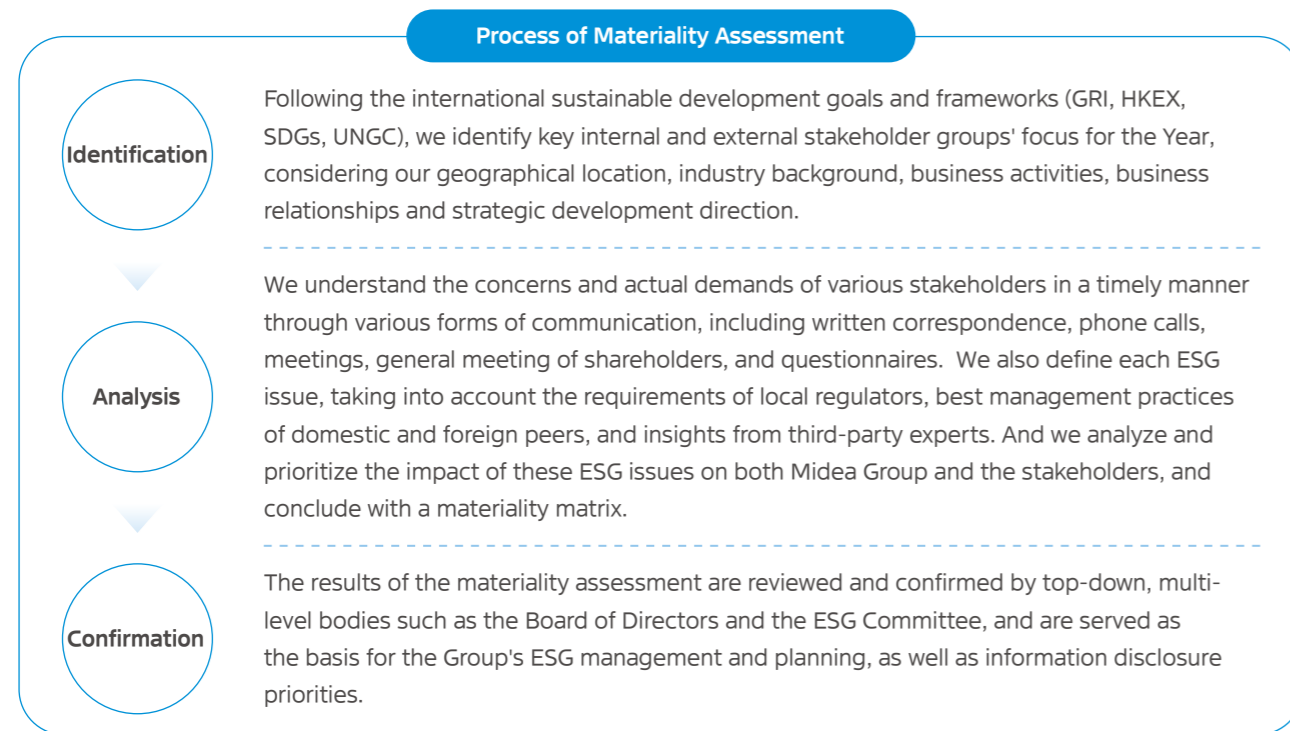 Process of Materiality Assessment
Identification
Following the international sustainable development goals and frameworks (GRI, HKEX,
SDGs, UNGC), we identify key internal and external stakeholder groups' focus for the Year,
considering our geographical location, industry background, business activities, business
relationships and strategic development direction.
Analysis
We understand the concerns and actual demands of various stakeholders in a timely manner
through various forms of communication, including written correspondence, phone calls,
meetings, general meeting of shareholders, and questionnaires.  We also define each ESG
issue, taking into account the requirements of local regulators, best management practices
of domestic and foreign peers, and insights from third-party experts. And we analyze and
prioritize the impact of these ESG issues on both Midea Group and the stakeholders, and
conclude with a materiality matrix.
Confirmation
The results of the materiality assessment are reviewed and confirmed by top-down, multi-
level bodies such as the Board of Directors and the ESG Committee, and are served as
the basis for the Group's ESG management and planning, as well as information disclosure
priorities.